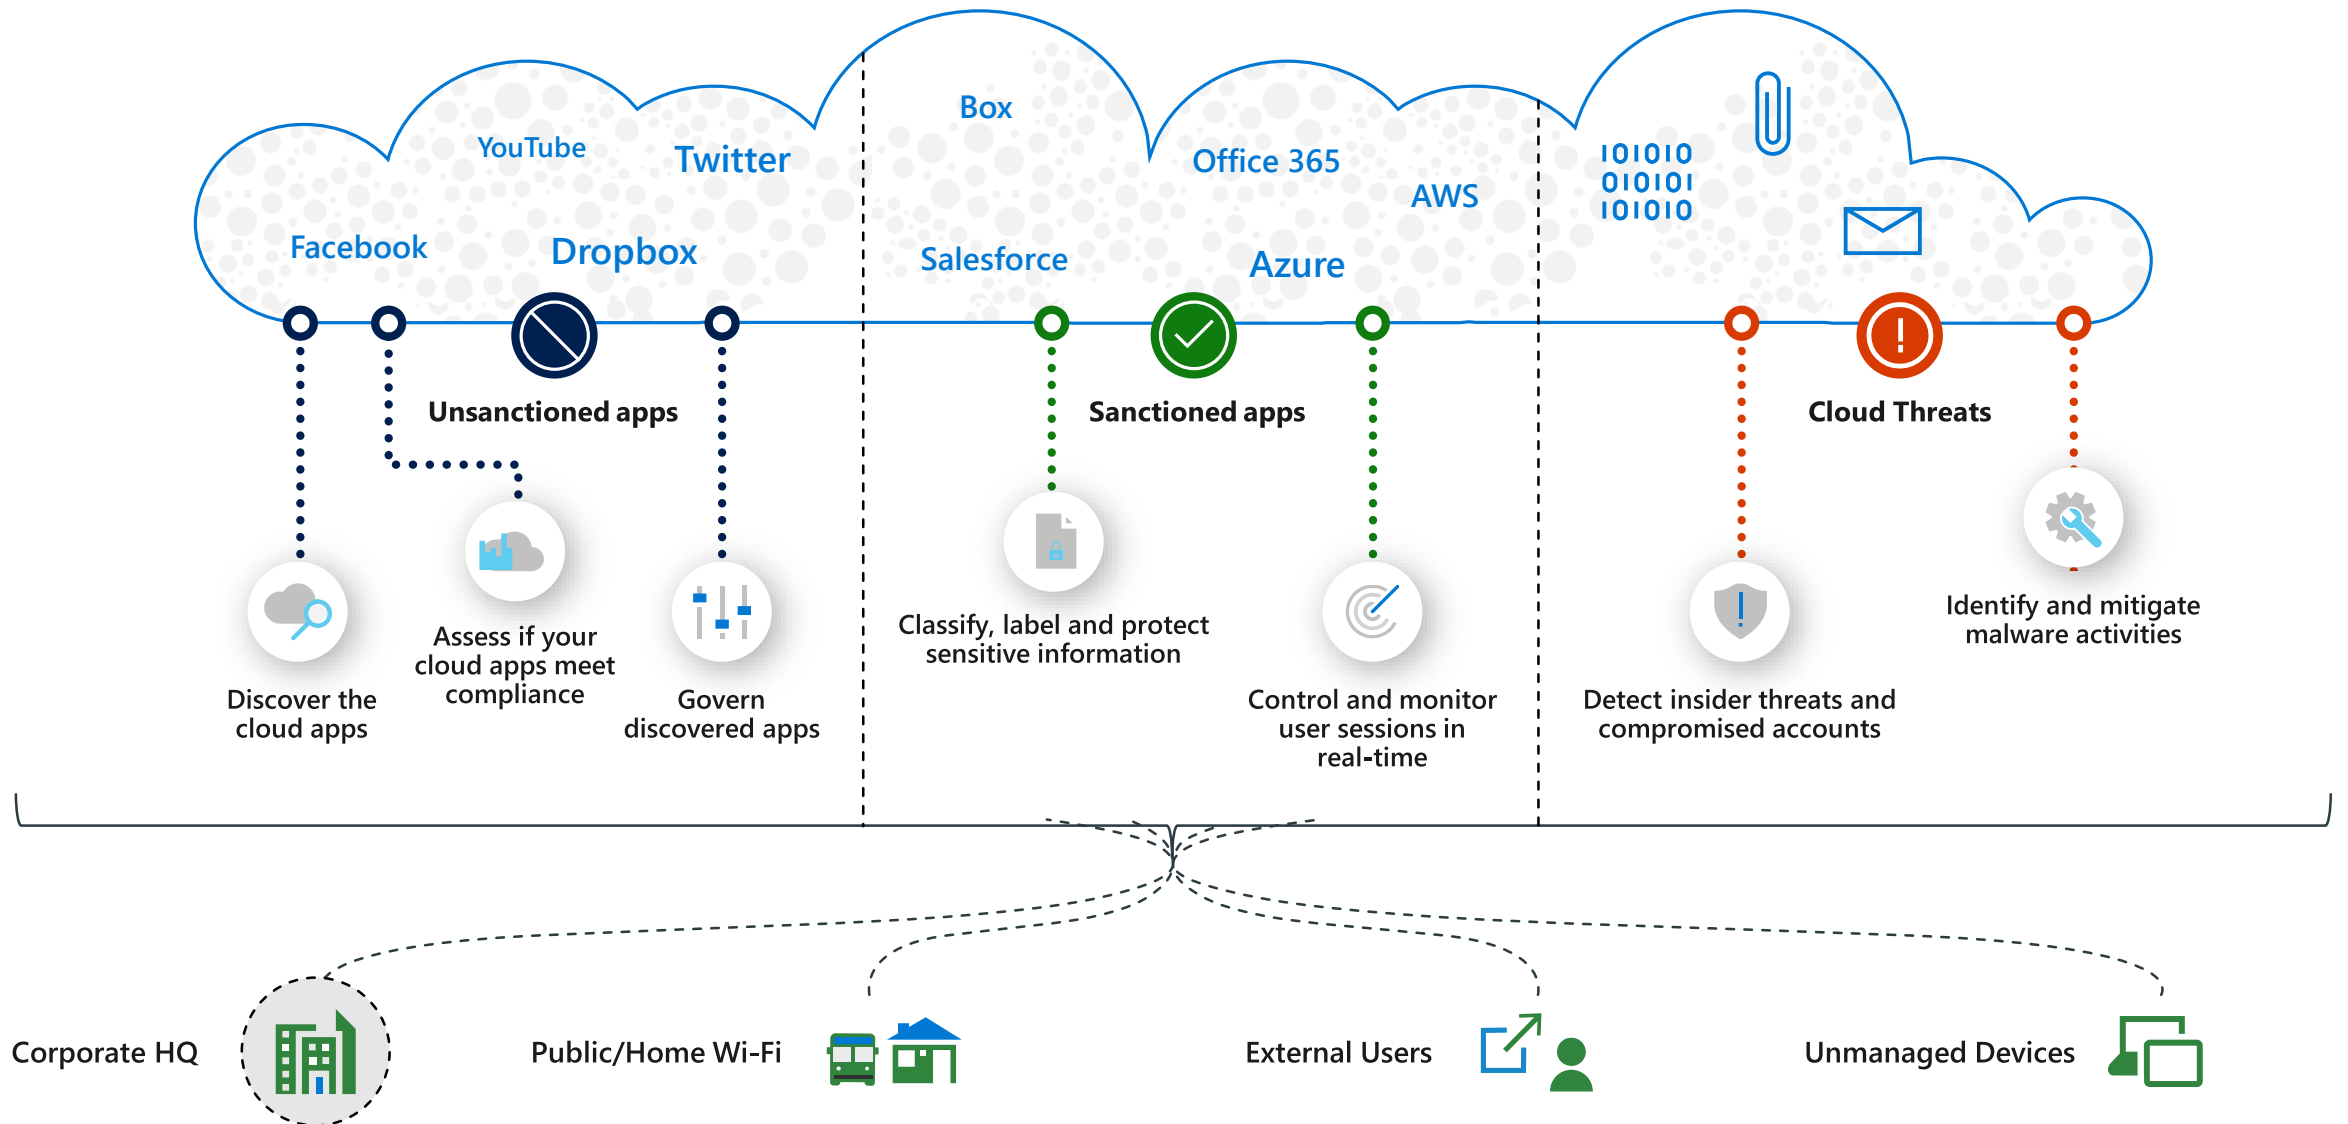 YouTube
Twitter
Facebook
Dropbox
Box
Office 365
AWS
Salesforce
Azure
101010
010101
101010
Unsanctioned apps
Sanctioned apps
Cloud Threats
Discover the
cloud apps
Assess if your
cloud apps meet
compliance
Govern
discovered apps
Classify, label and protect
sensitive information
Control and monitor
user sessions in
real-time
Detect insider threats and
compromised accounts
Identify and mitigate
malware activities
Corporate HQ
Public/Home Wi-Fi
External Users
Unmanaged Devices